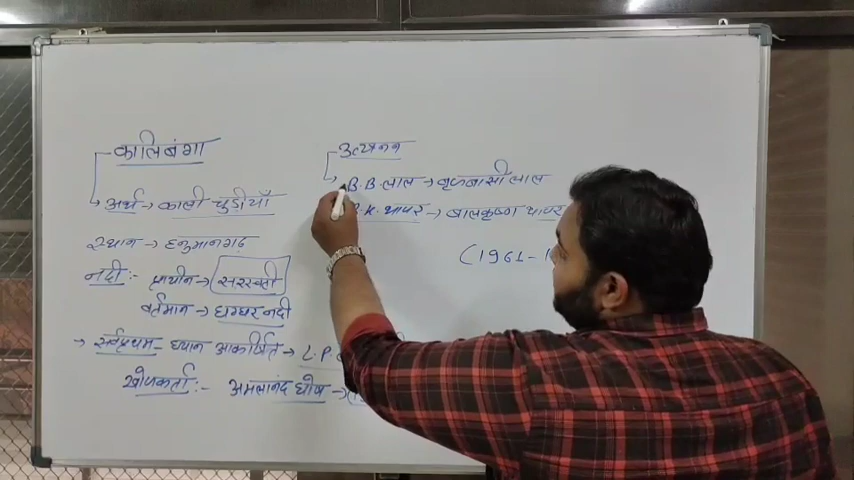 कालिबंगा
अर्थ → काली चुड़ीयाँ
स्थान → हनुमानगढ़
नदी :- प्राचीन → सरस्वती
वर्तमान → घग्घर नदी
→ सर्वप्रथम - ध्यान आकर्षित → L.P.
खोजकर्ता :- अमलानंद घोष →
उत्खनन
→ B.B. लाल → बृजबासी लाल
.K. थापर → बालकृष्ण थापर
(1961-1